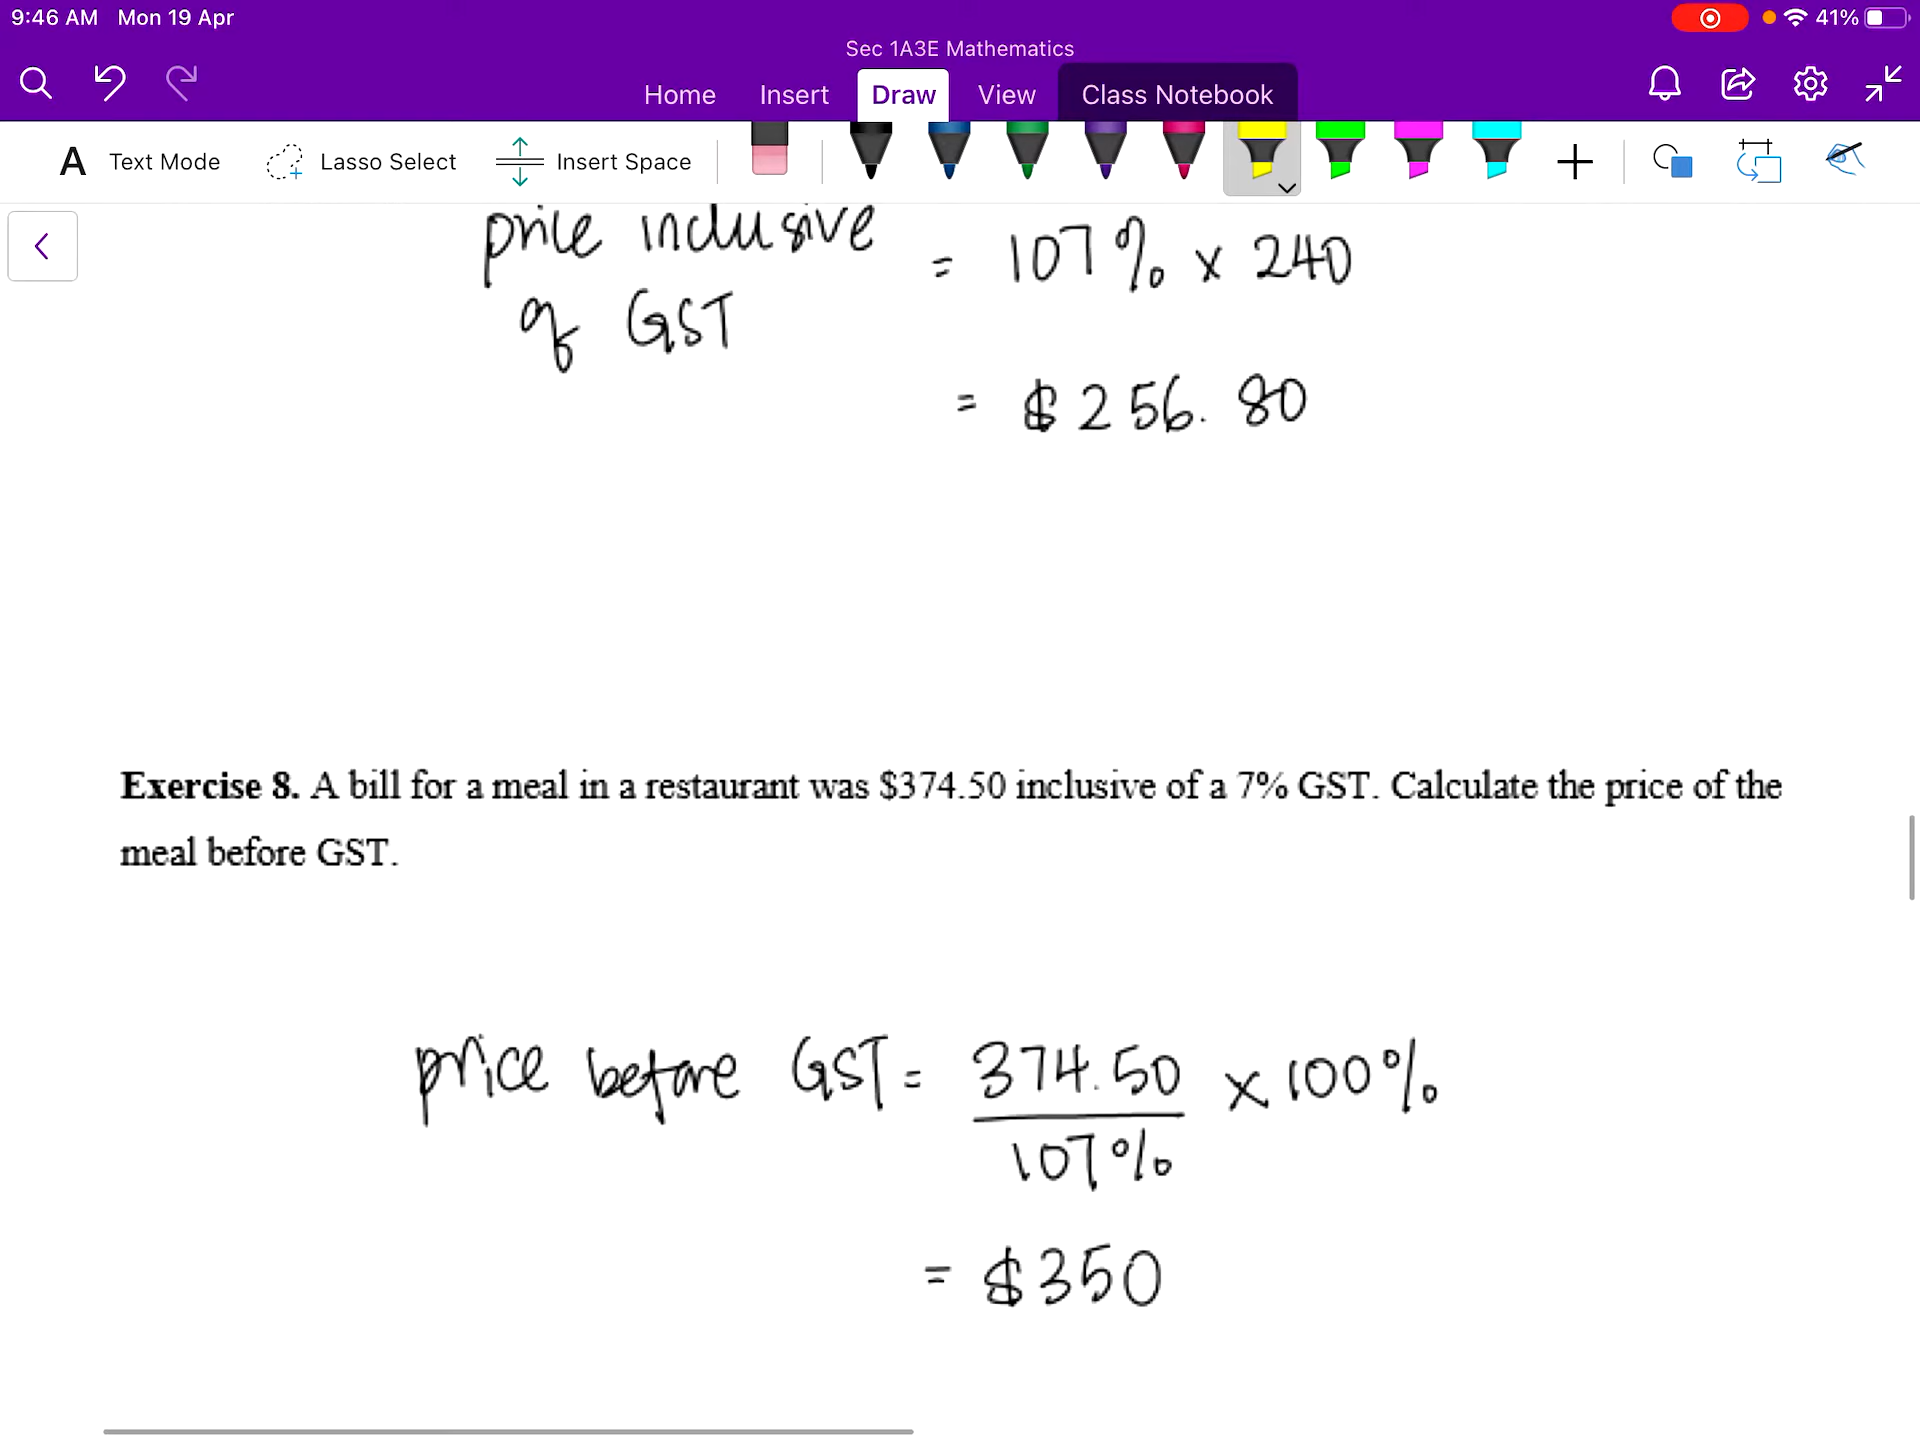 9:46 AM Mon 19 Apr
41%
Sec 1A3E Mathematics
Home Insert Draw View Class Notebook
A Text Mode Lasso Select Insert Space
price inclusive = 107% x 240
of GST
= $256.80
Exercise 8. A bill for a meal in a restaurant was $374.50 inclusive of a 7% GST. Calculate the price of the
meal before GST.
price before GST = 374.50 x 100%
107%
= $350